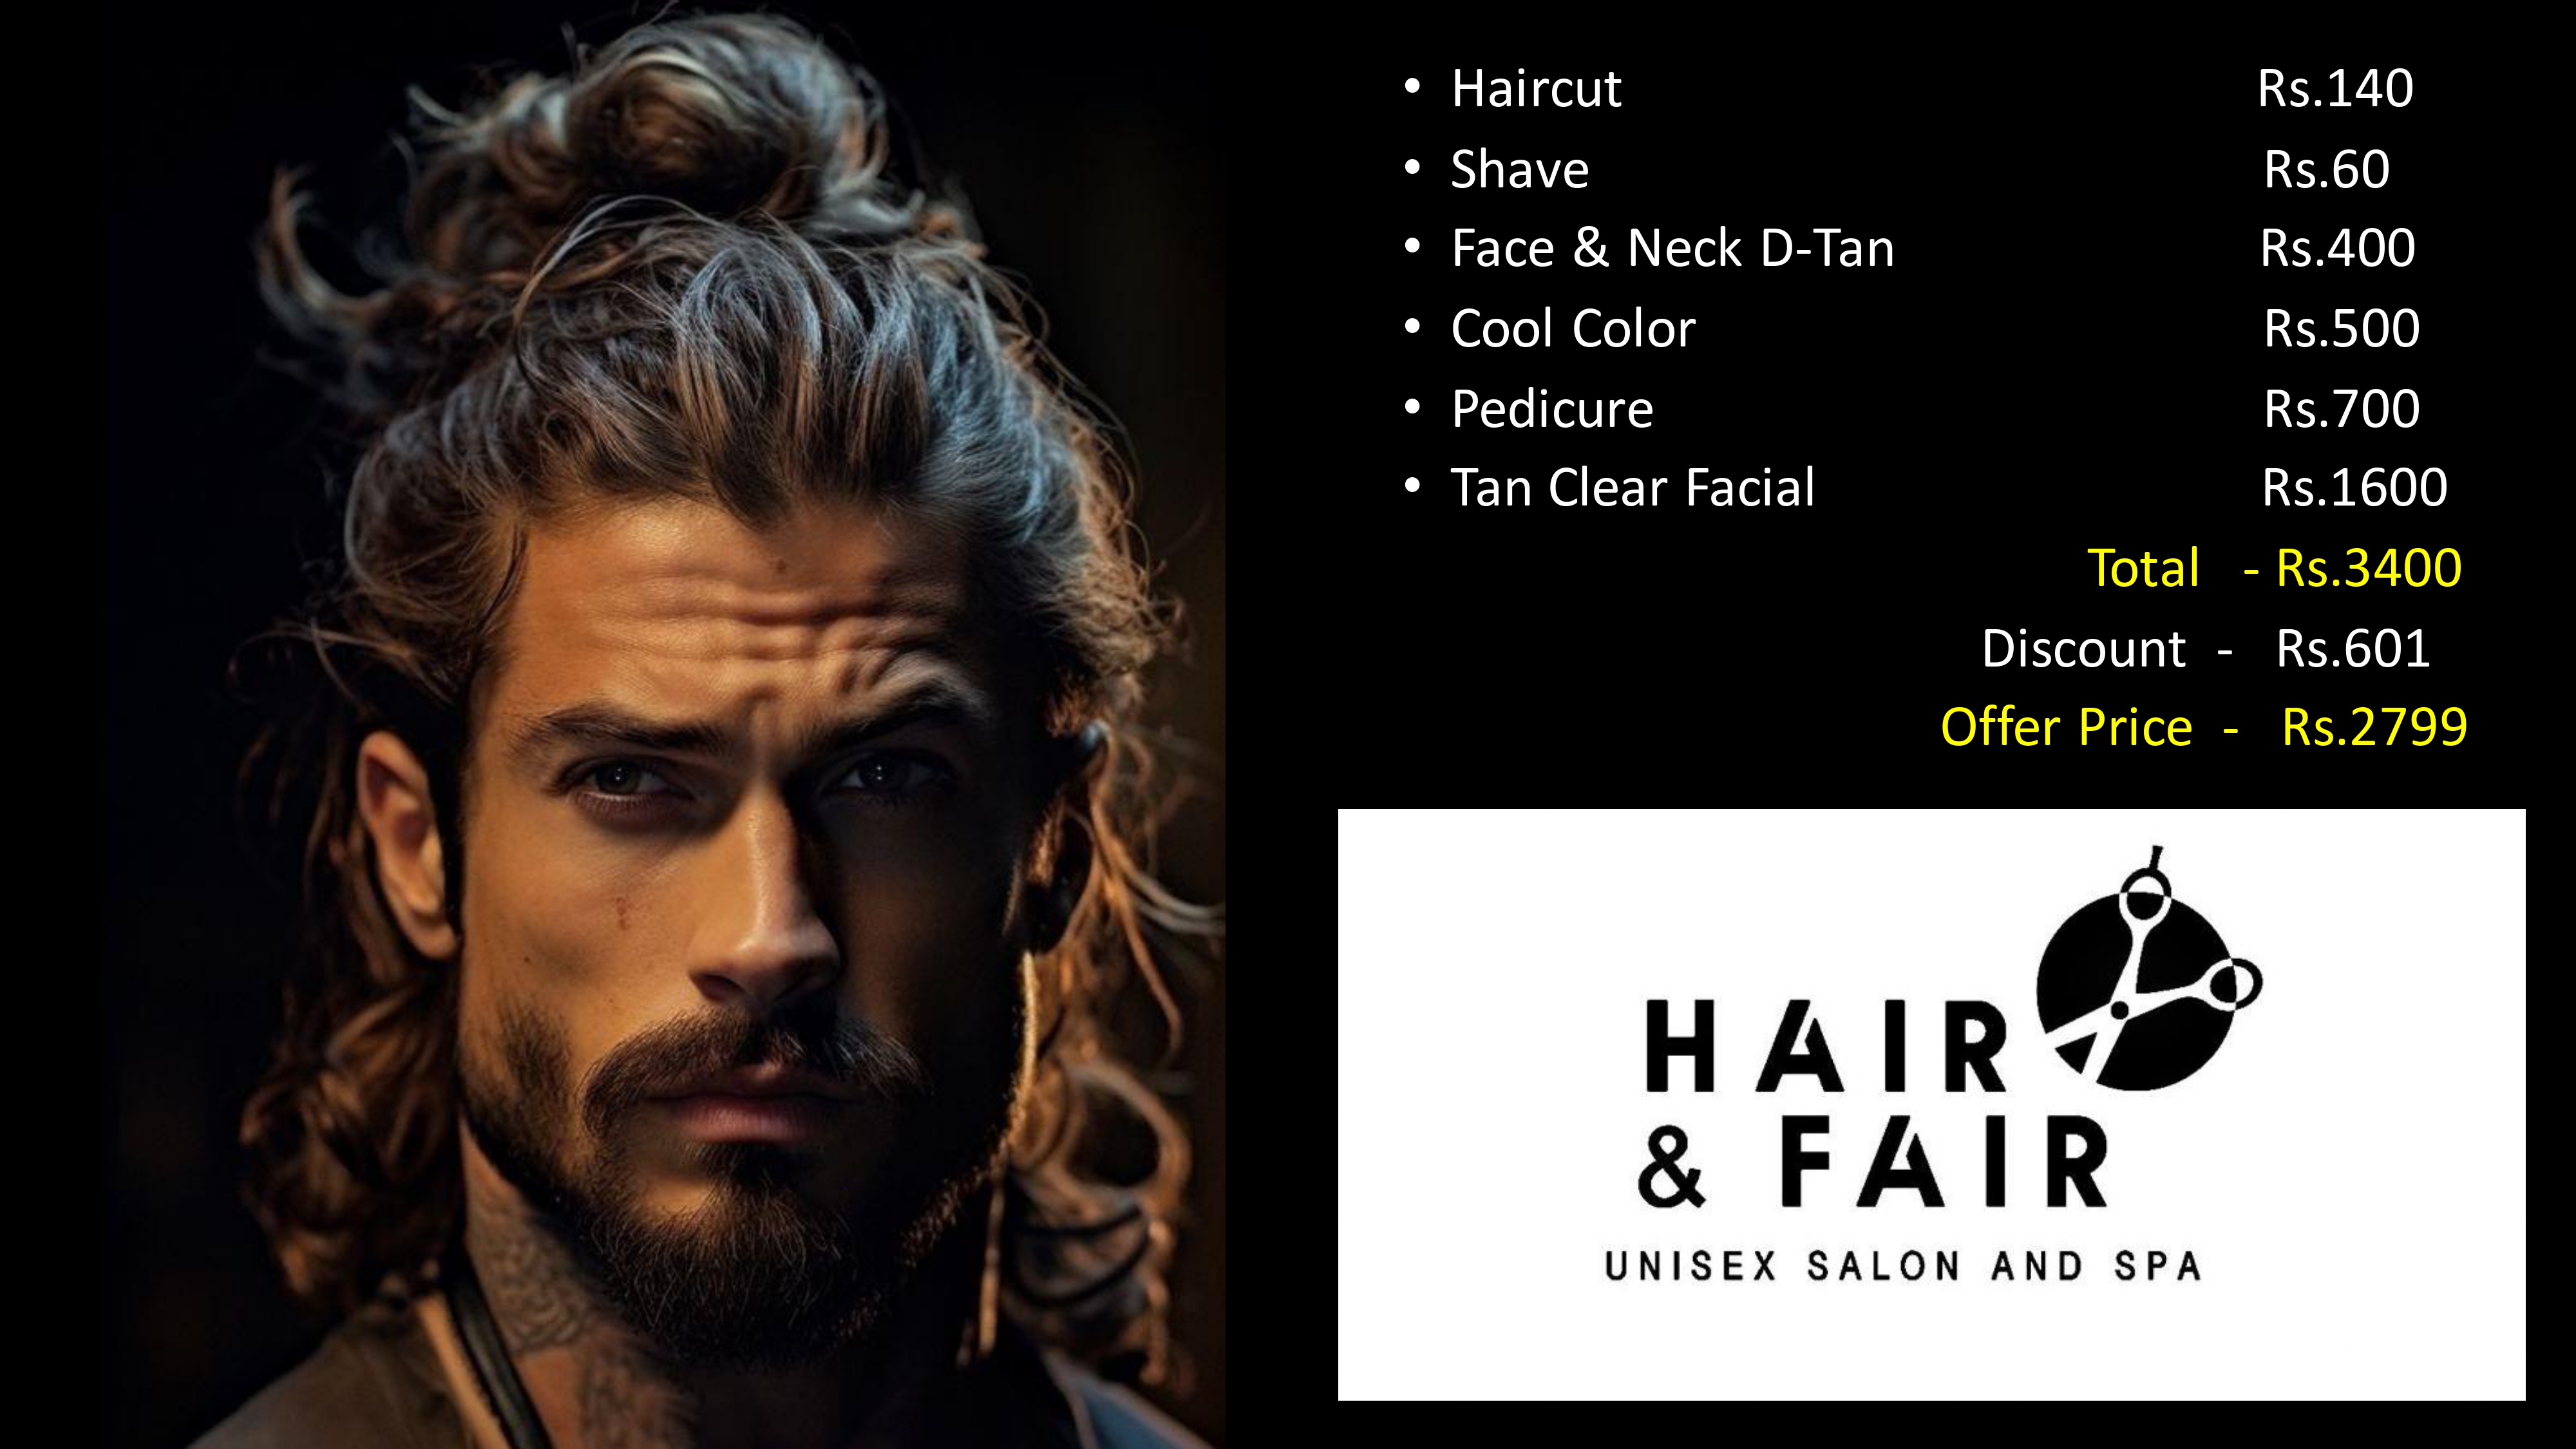 • Haircut Rs.140
• Shave Rs.60
• Face & Neck D-Tan Rs.400
• Cool Color Rs.500
• Pedicure Rs.700
• Tan Clear Facial Rs.1600
Total - Rs.3400
Discount - Rs.601
Offer Price - Rs.2799
HAIR
& FAIR
UNISEX SALON AND SPA